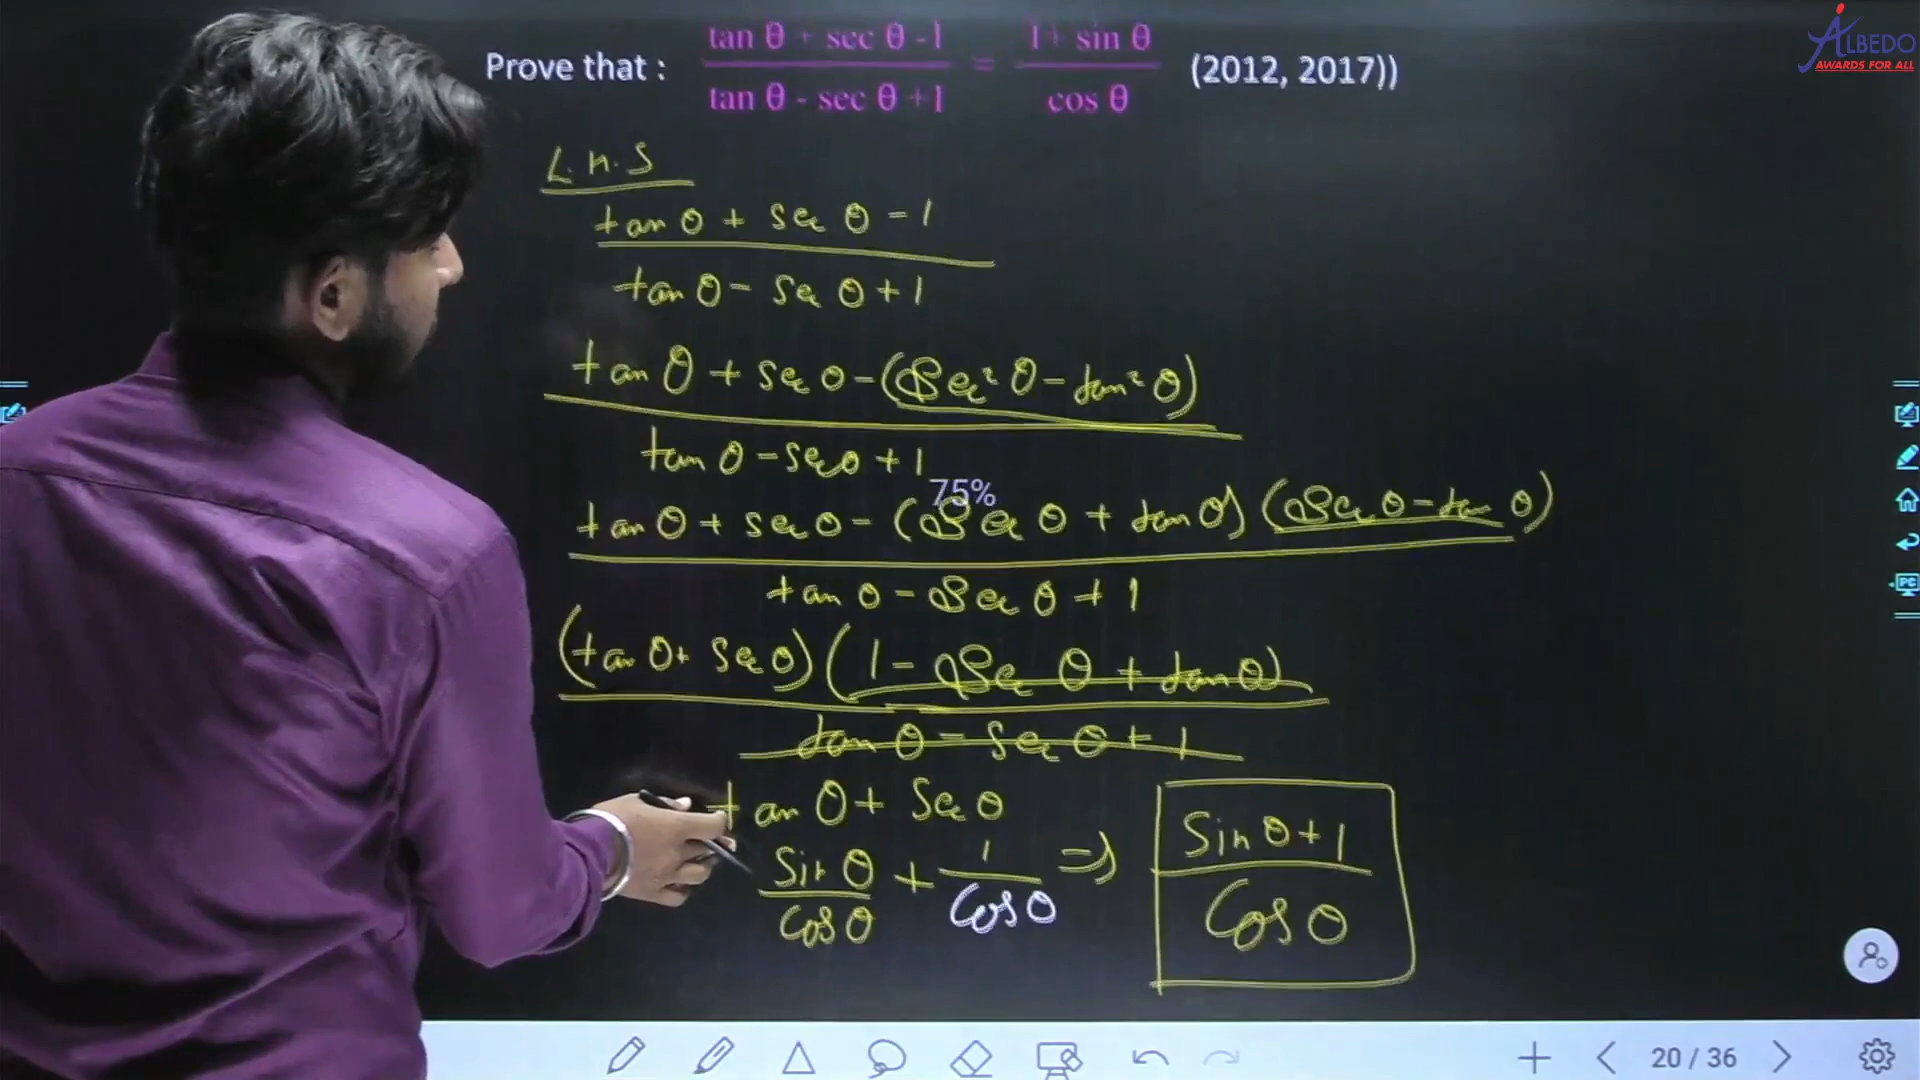 Prove that : tan θ + sec θ -1 / tan θ - sec θ +1 = 1+ sin θ / cos θ (2012, 2017))
ALBEDO
AWARDS FOR ALL
L.H.S
tan θ + sec θ - 1
tan θ - sec θ + 1
tan θ + sec θ - (sec² θ - tan² θ)
tan θ - sec θ + 1
75%
tan θ + sec θ - (sec θ + tan θ) (sec θ - tan θ)
tan θ - sec θ + 1
(tan θ + sec θ) (1 - sec θ + tan θ)
tan θ - sec θ + 1
tan θ + sec θ
sin θ / cos θ + 1 / cos θ => sin θ + 1 / cos θ
PC
20 / 36